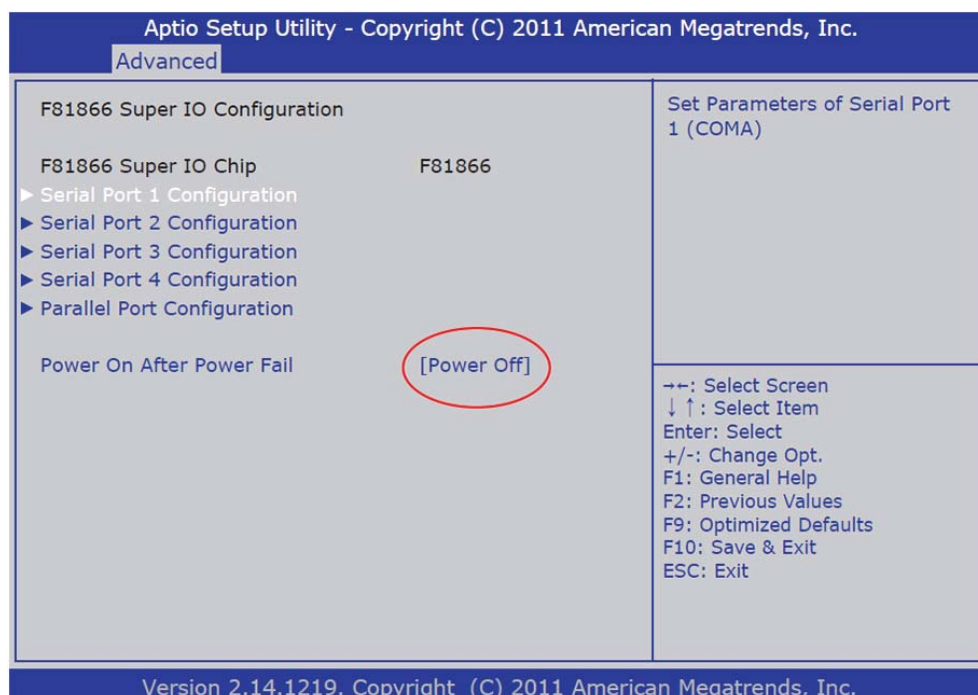 Aptio Setup Utility - Copyright (C) 2011 American Megatrends, Inc.
Advanced
F81866 Super IO Configuration
F81866 Super IO Chip F81866
► Serial Port 1 Configuration
► Serial Port 2 Configuration
► Serial Port 3 Configuration
► Serial Port 4 Configuration
► Parallel Port Configuration
Power On After Power Fail [Power Off]
Set Parameters of Serial Port
1 (COMA)
→←: Select Screen
↓↑: Select Item
Enter: Select
+/-: Change Opt.
F1: General Help
F2: Previous Values
F9: Optimized Defaults
F10: Save & Exit
ESC: Exit
Version 2.14.1219. Copyright (C) 2011 American Megatrends, Inc.